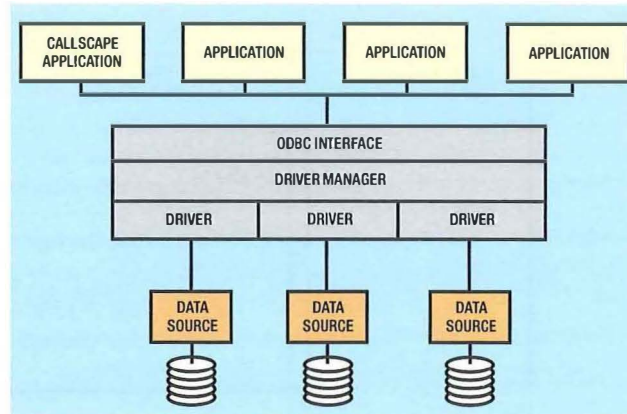 CALLSCAPE
APPLICATION
APPLICATION
APPLICATION
APPLICATION
ODBC INTERFACE
DRIVER MANAGER
DRIVER
DRIVER
DRIVER
DATA
SOURCE
DATA
SOURCE
DATA
SOURCE